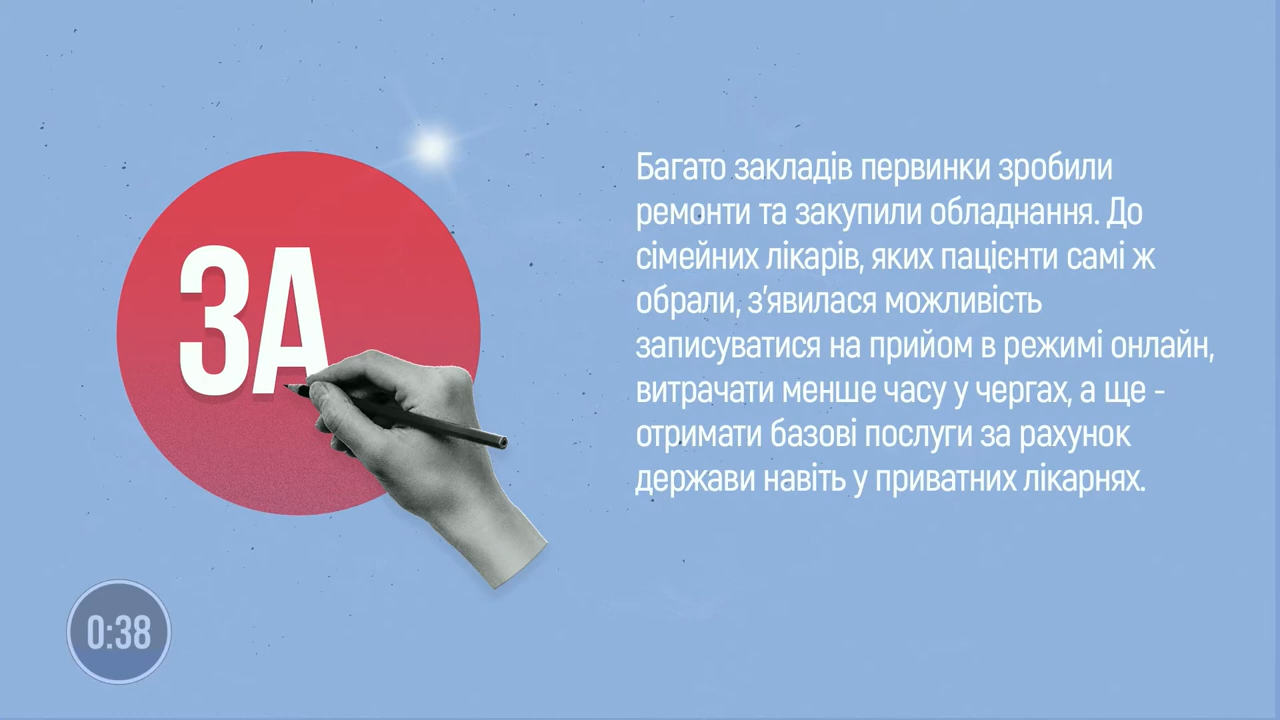 ЗА
Багато закладів первинки зробили
ремонти та закупили обладнання. До
сімейних лікарів, яких пацієнти самі ж
обрали, з’явилася можливість
записуватися на прийом в режимі онлайн,
витрачати менше часу у чергах, а ще -
отримати базові послуги за рахунок
держави навіть у приватних лікарнях.
0:38